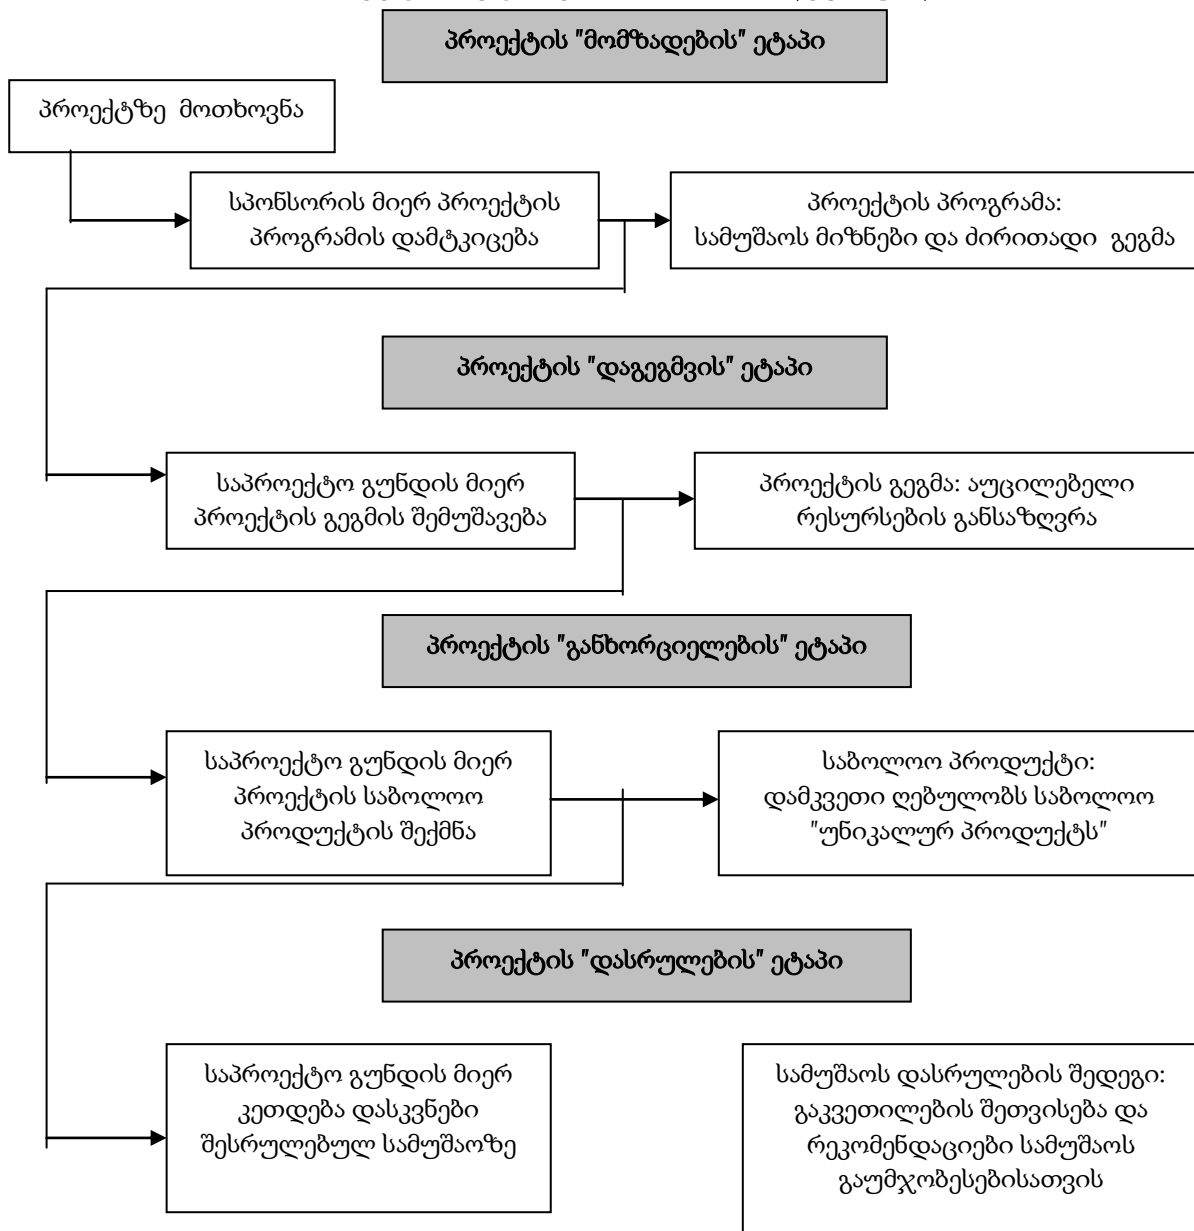 პროექტის "მომზადების" ეტაპი
პროექტზე მოთხოვნა
სპონსორის მიერ პროექტის
პროგრამის დამტკიცება
პროექტის პროგრამა:
სამუშაოს მიზნები და ძირითადი გეგმა
პროექტის "დაგეგმვის" ეტაპი
საპროექტო გუნდის მიერ
პროექტის გეგმის შემუშავება
პროექტის გეგმა: აუცილებელი
რესურსების განსაზღვრა
პროექტის "განხორციელების" ეტაპი
საპროექტო გუნდის მიერ
პროექტის საბოლოო
პროდუქტის შექმნა
საბოლოო პროდუქტი:
დამკვეთი ღებულობს საბოლოო
"უნიკალურ პროდუქტს"
პროექტის "დასრულების" ეტაპი
საპროექტო გუნდის მიერ
კეთდება დასკვნები
შესრულებულ სამუშაოზე
სამუშაოს დასრულების შედეგი:
გაკვეთილების შეთვისება და
რეკომენდაციები სამუშაოს
გაუმჯობესებისათვის